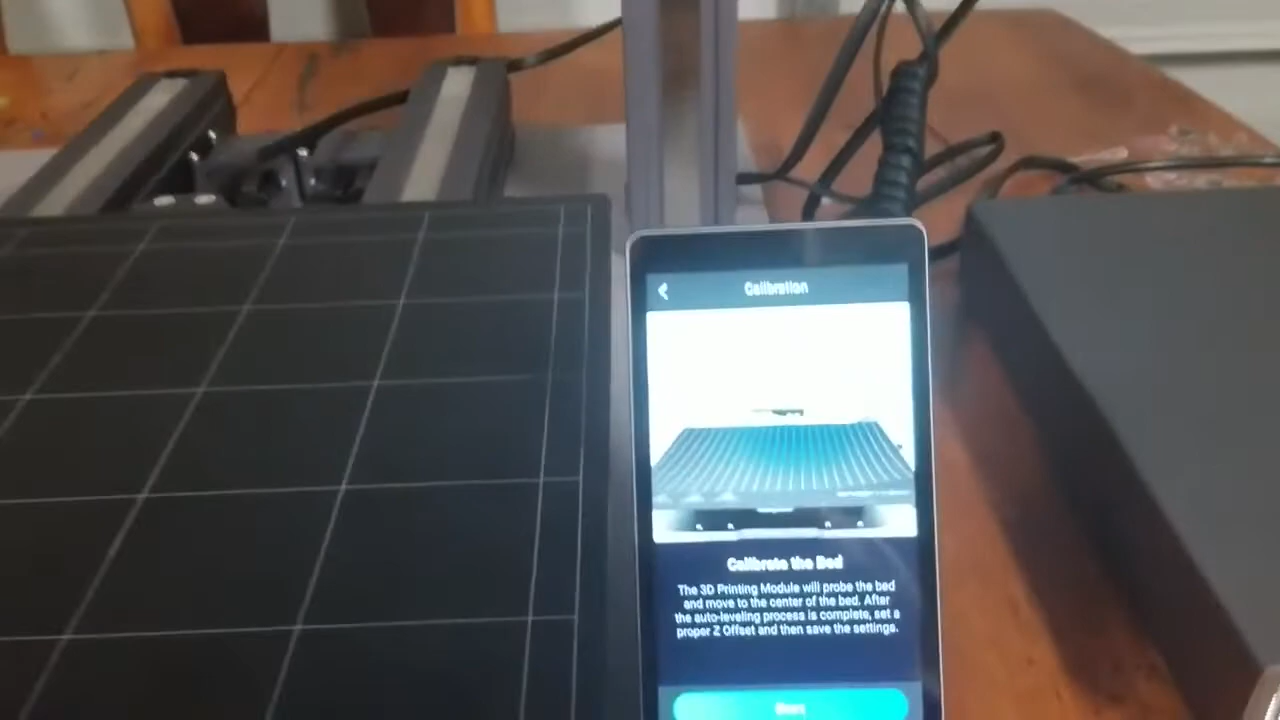 Calibration
Calibrate the Bed
The 3D Printing Module will probe the bed
and move to the center of the bed. After
the auto-leveling process is complete, set a
proper Z Offset and then save the settings.
Start